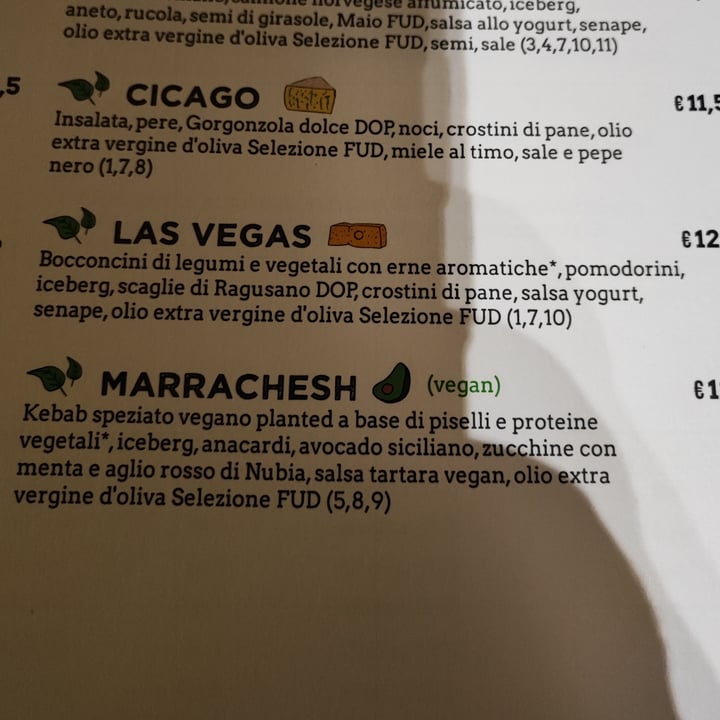 norvegese affumicato, iceberg,
aneto, rucola, semi di girasole, Maio FUD, salsa allo yogurt, senape,
olio extra vergine d'oliva Selezione FUD, semi, sale (3,4,7,10,11)
,5
CICAGO € 11,5
Insalata, pere, Gorgonzola dolce DOP, noci, crostini di pane, olio
extra vergine d'oliva Selezione FUD, miele al timo, sale e pepe
nero (1,7,8)
LAS VEGAS € 12
Bocconcini di legumi e vegetali con erne aromatiche*, pomodorini,
iceberg, scaglie di Ragusano DOP, crostini di pane, salsa yogurt,
senape, olio extra vergine d'oliva Selezione FUD (1,7,10)
MARRACHESH (vegan) € 1
Kebab speziato vegano planted a base di piselli e proteine
vegetali*, iceberg, anacardi, avocado siciliano, zucchine con
menta e aglio rosso di Nubia, salsa tartara vegan, olio extra
vergine d'oliva Selezione FUD (5,8,9)